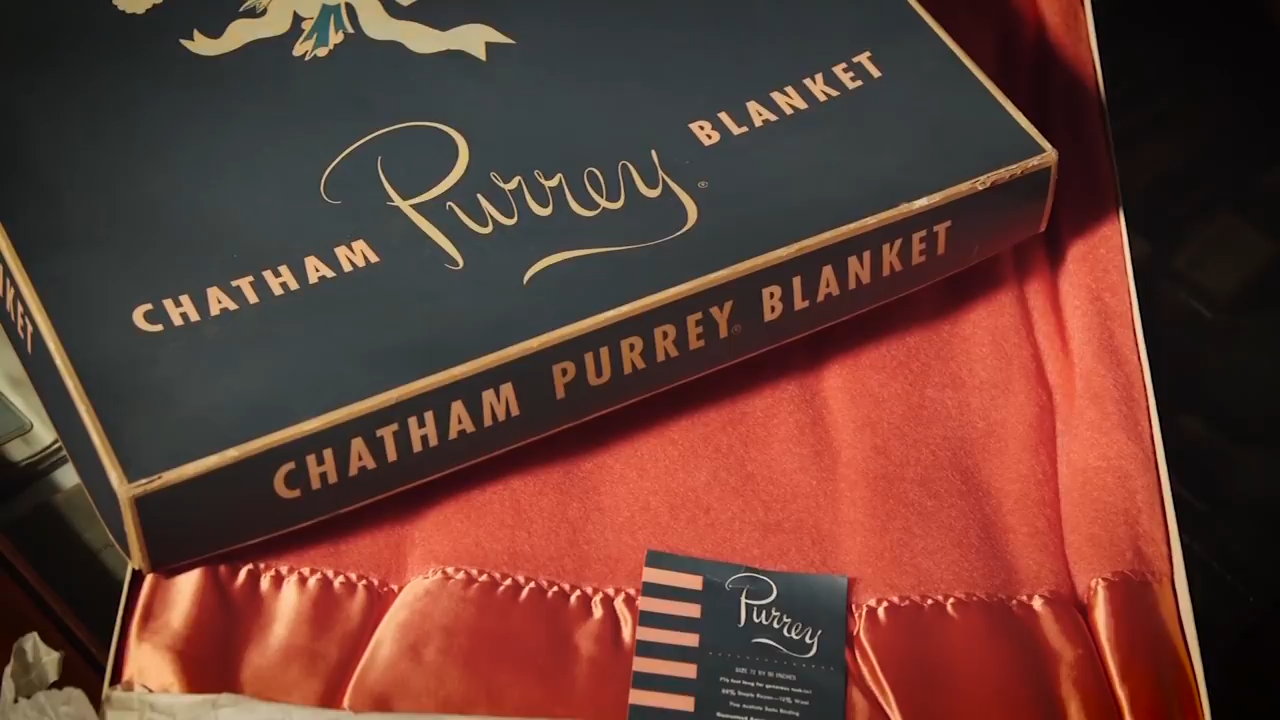 CHATHAM Purrey® BLANKET
CHATHAM PURREY® BLANKET
KET
Purrey
SIZE 72 BY 90 INCHES
88% Staple Rayon—12% Wool